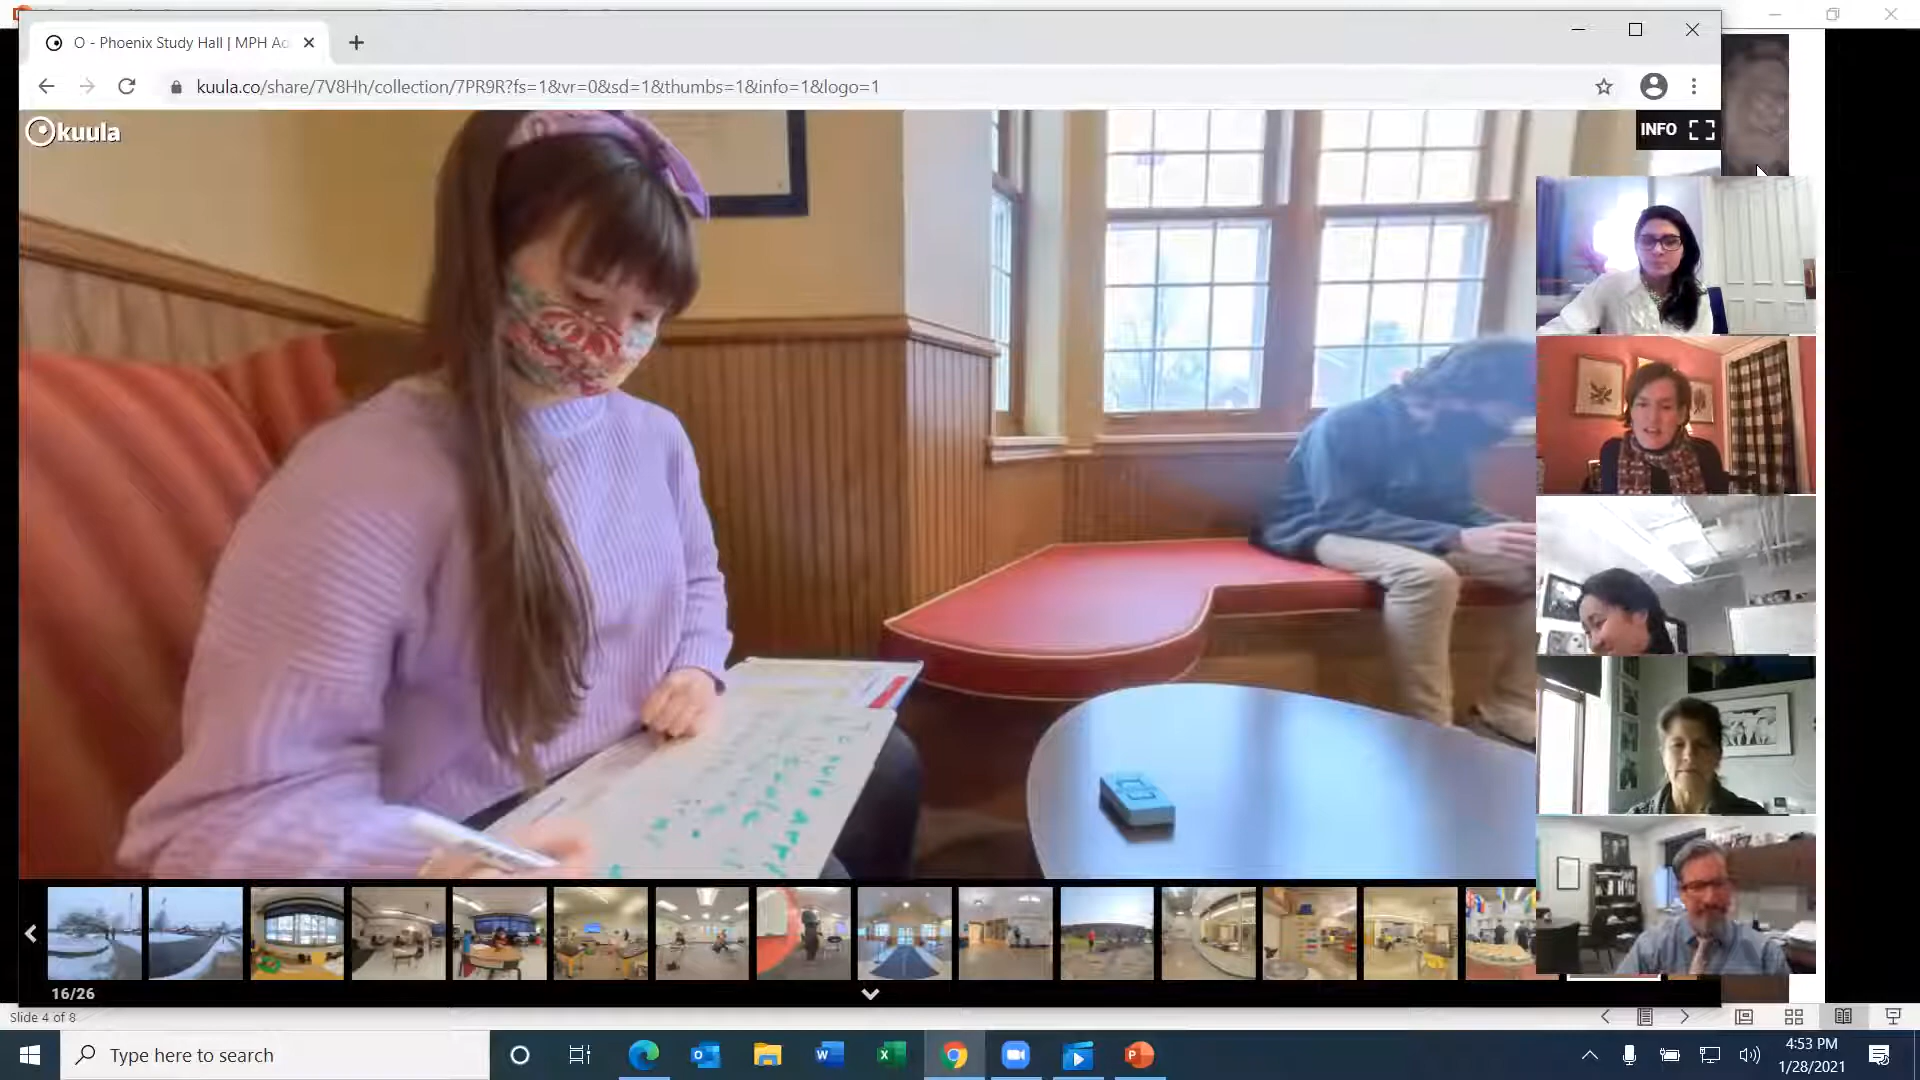 O - Phoenix Study Hall | MPH Ac
kuula.co/share/7V8Hh/collection/7PR9R?fs=1&vr=0&sd=1&thumbs=1&info=1&logo=1
kuula
INFO
16/26
Slide 4 of 8
Type here to search
4:53 PM
1/28/2021